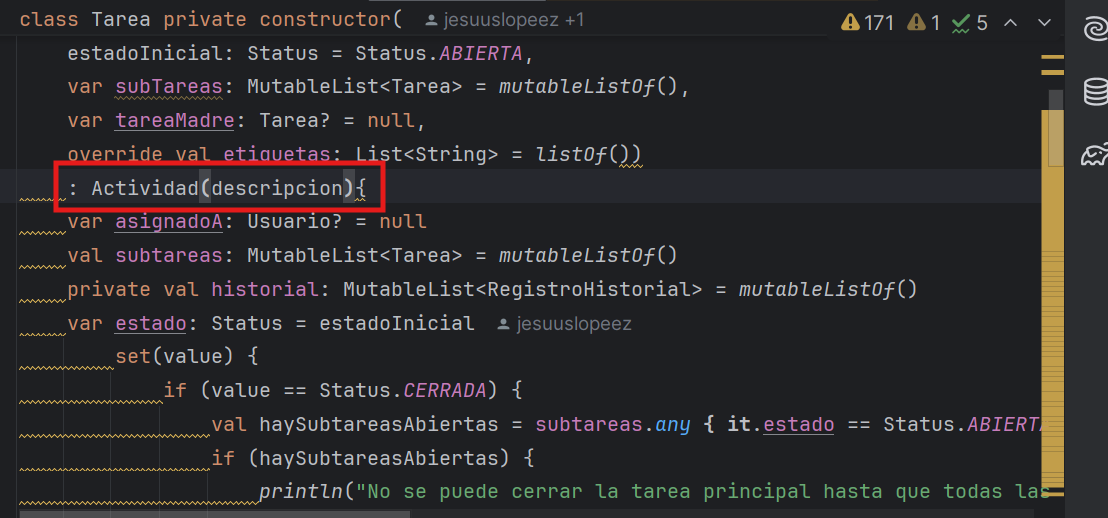 class Tarea private constructor( jesuuslopeez +1 171 1 5
estadoInicial: Status = Status.ABIERTA,
var subTareas: MutableList<Tarea> = mutableListOf(),
var tareaMadre: Tarea? = null,
override val etiquetas: List<String> = listOf())
: Actividad(descripcion){
var asignadoA: Usuario? = null
val subtareas: MutableList<Tarea> = mutableListOf()
private val historial: MutableList<RegistroHistorial> = mutableListOf()
var estado: Status = estadoInicial jesuuslopeez
set(value) {
if (value == Status.CERRADA) {
val haySubtareasAbiertas = subtareas.any { it.estado == Status.ABIERTA
if (haySubtareasAbiertas) {
println("No se puede cerrar la tarea principal hasta que todas las